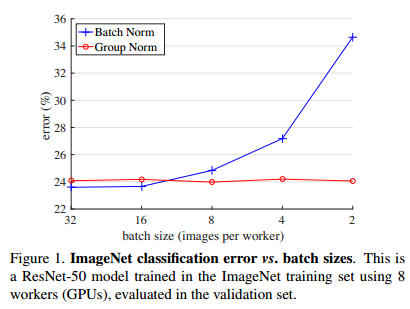 36
34
32
30
28
26
24
22
error (%)
Batch Norm
Group Norm
32 16 8 4 2
batch size (images per worker)
Figure 1. ImageNet classification error vs. batch sizes. This is
a ResNet-50 model trained in the ImageNet training set using 8
workers (GPUs), evaluated in the validation set.